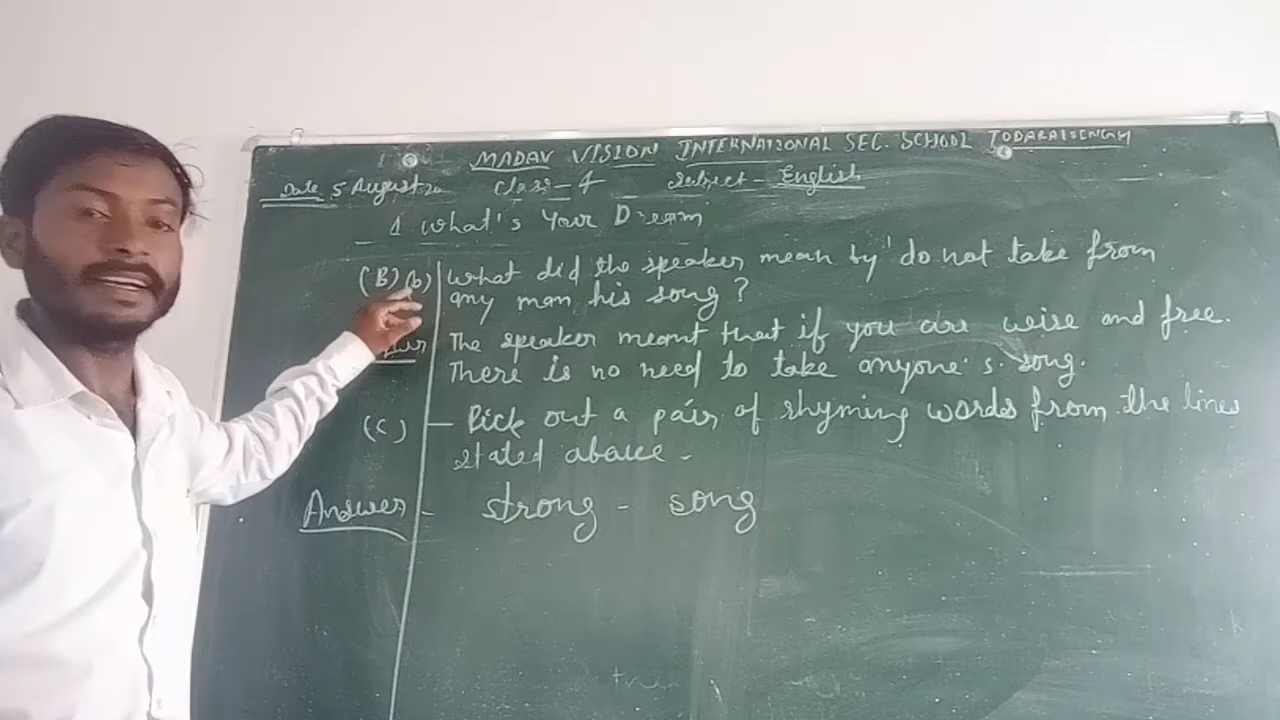 MADAV VISION INTERNATIONAL SEC. SCHOOL TODARAISINGH
Date 5 August 20 Class - 4 Subject - English
1 What's Your Dream
(B) (b) What did the speaker mean by 'do not take from
any man his song?
The speaker meant that if you are wise and free.
There is no need to take anyone's song.
(C) - Pick out a pair of rhyming words from the lines
stated above -
Answer - strong - song